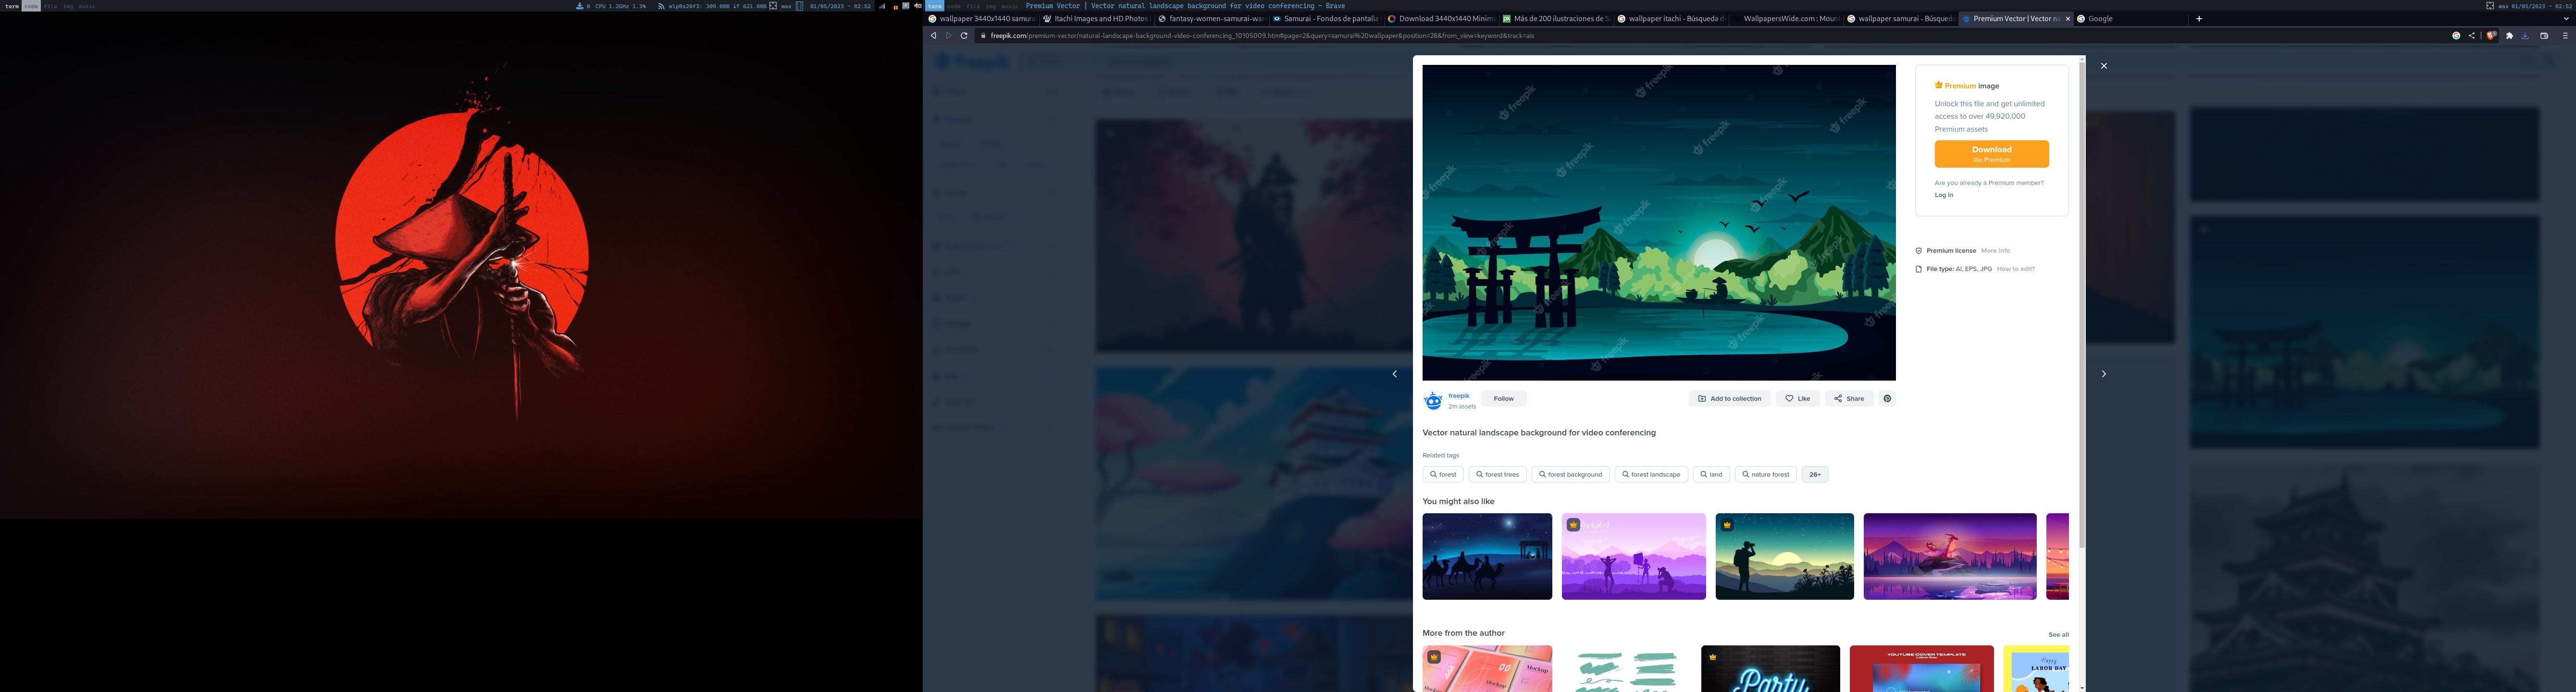 term code file img music
0 CPU 1.2GHz 1.3%
max
01/05/2023 ~ 02:52
term code file img music Premium Vector | Vector natural landscape background for video conferencing – Brave
max 01/05/2023 ~ 02:52
wallpaper 3440x1440 samura
Itachi Images and HD Photos
fantasy-women-samurai-wa
Samurai - Fondos de pantalla
Download 3440x1440 Minim
Más de 200 ilustraciones de S
wallpaper itachi - Búsqueda d
WallpapersWide.com : Moun
wallpaper samurai - Búsqued
Premium Vector | Vector na
Google
freepik.com/premium-vector/natural-landscape-background-video-conferencing_10105009.htm#page=2&query=samurai%20wallpaper&position=28&from_view=keyword&track=ais
freepik
Premium image
Unlock this file and get unlimited
access to over 49,920,000
Premium assets
Download
Go Premium
Are you already a Premium member?
Log in
Premium license More info
File type: AI, EPS, JPG How to edit?
freepik
2m assets
Follow
Add to collection
Like
Share
Vector natural landscape background for video conferencing
Related tags
forest
forest trees
forest background
forest landscape
land
nature forest
26+
You might also like
More from the author
See all
Mockup
Party
YOUTUBE COVER TEMPLATE
Happy
LABOR DAY